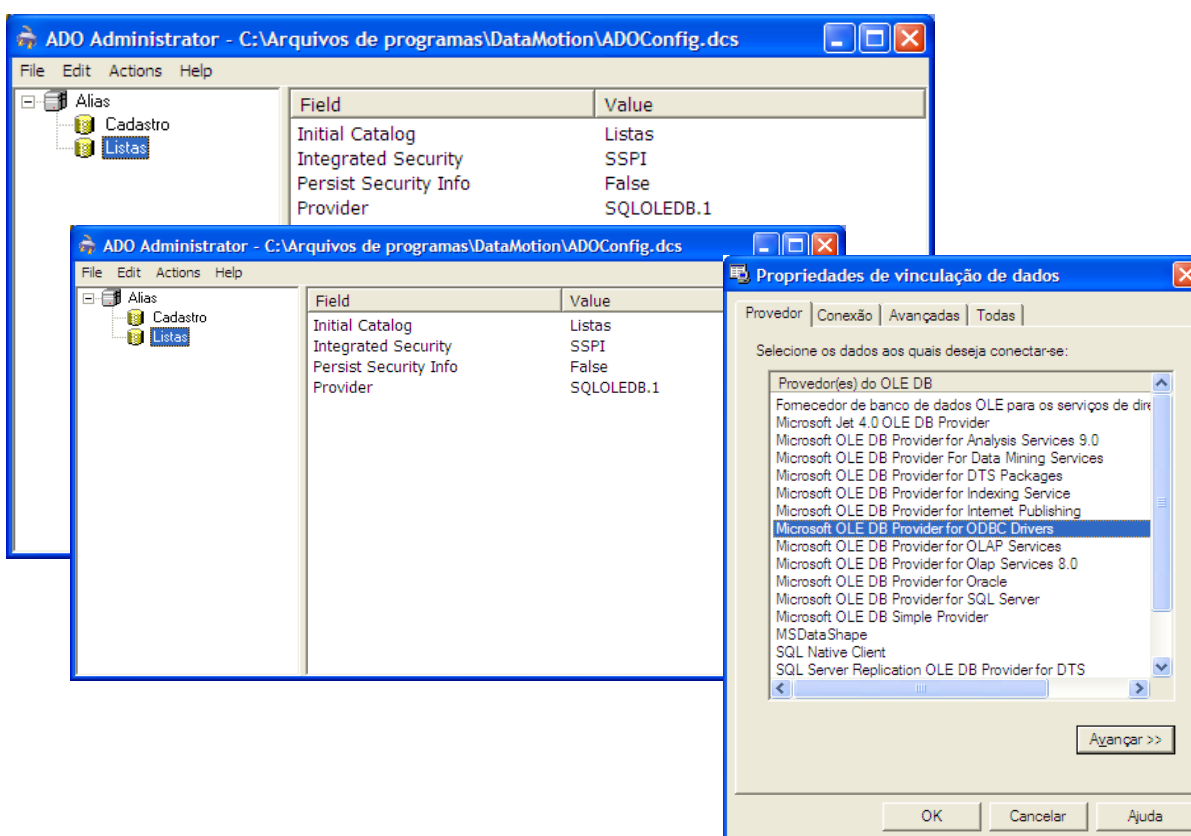 ADO Administrator - C:\Arquivos de programas\DataMotion\ADOConfig.dcs
File Edit Actions Help
Alias
Cadastro
Listas
Field Value
Initial Catalog Listas
Integrated Security SSPI
Persist Security Info False
Provider SQLOLEDB.1
ADO Administrator - C:\Arquivos de programas\DataMotion\ADOConfig.dcs
File Edit Actions Help
Alias
Cadastro
Listas
Field Value
Initial Catalog Listas
Integrated Security SSPI
Persist Security Info False
Provider SQLOLEDB.1
Propriedades de vinculação de dados
Provedor Conexão Avançadas Todas
Selecione os dados aos quais deseja conectar-se:
Provedor(es) do OLE DB
Fornecedor de banco de dados OLE para os serviços de dire
Microsoft Jet 4.0 OLE DB Provider
Microsoft OLE DB Provider for Analysis Services 9.0
Microsoft OLE DB Provider For Data Mining Services
Microsoft OLE DB Provider for DTS Packages
Microsoft OLE DB Provider for Indexing Service
Microsoft OLE DB Provider for Internet Publishing
Microsoft OLE DB Provider for ODBC Drivers
Microsoft OLE DB Provider for OLAP Services
Microsoft OLE DB Provider for Olap Services 8.0
Microsoft OLE DB Provider for Oracle
Microsoft OLE DB Provider for SQL Server
Microsoft OLE DB Simple Provider
MSDataShape
SQL Native Client
SQL Server Replication OLE DB Provider for DTS
Avançar >>
OK Cancelar Ajuda